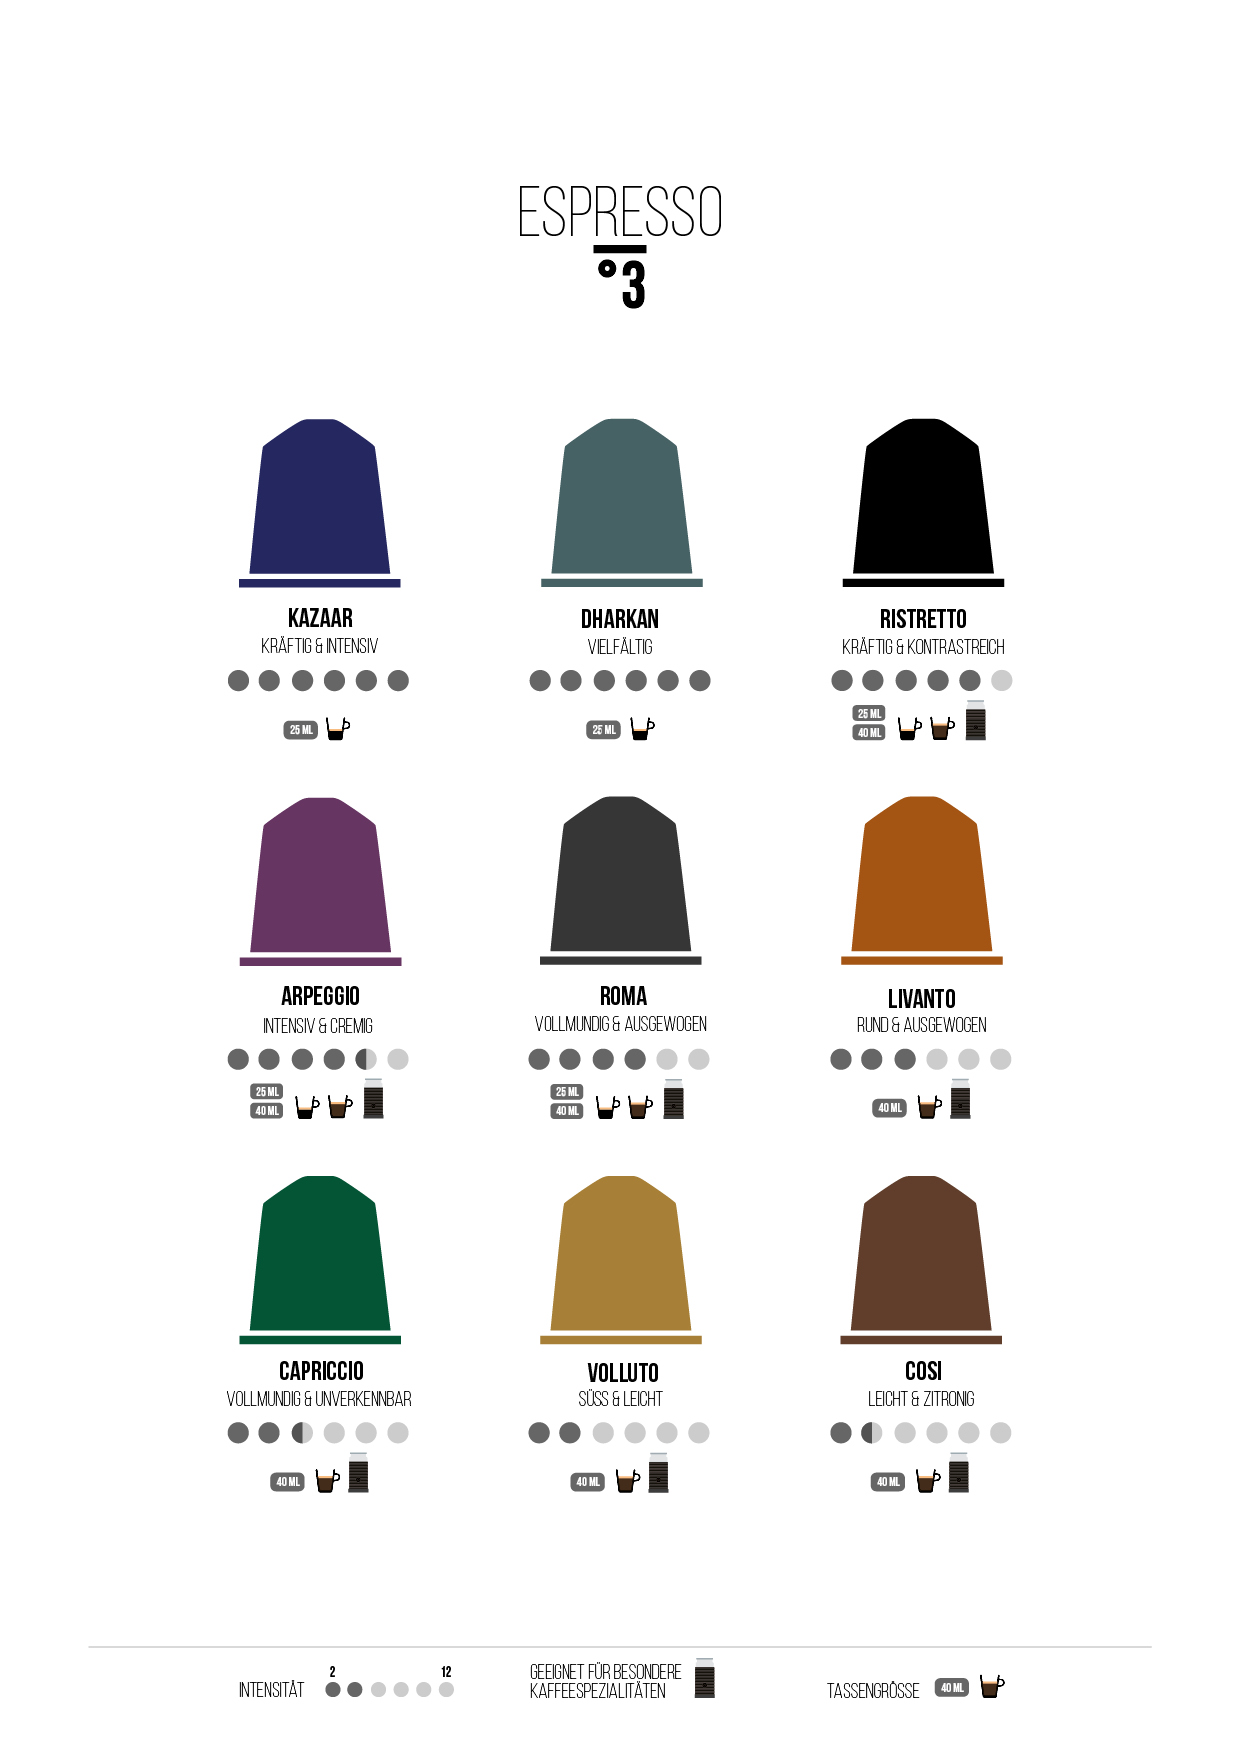 ESPRESSO
°3
KAZAAR
KRÄFTIG & INTENSIV
25 ML
DHARKAN
VIELFÄLTIG
25 ML
RISTRETTO
KRÄFTIG & KONTRASTREICH
25 ML
40 ML
ARPEGGIO
INTENSIV & CREMIG
25 ML
40 ML
ROMA
VOLLMUNDIG & AUSGEWOGEN
25 ML
40 ML
LIVANTO
RUND & AUSGEWOGEN
40 ML
CAPRICCIO
VOLLMUNDIG & UNVERKENNBAR
40 ML
VOLLUTO
SÜSS & LEICHT
40 ML
COSI
LEICHT & ZITRONIG
40 ML
INTENSITÄT
2 12
GEEIGNET FÜR BESONDERE
KAFFEESPEZIALITÄTEN
TASSENGRÖSSE
40 ML